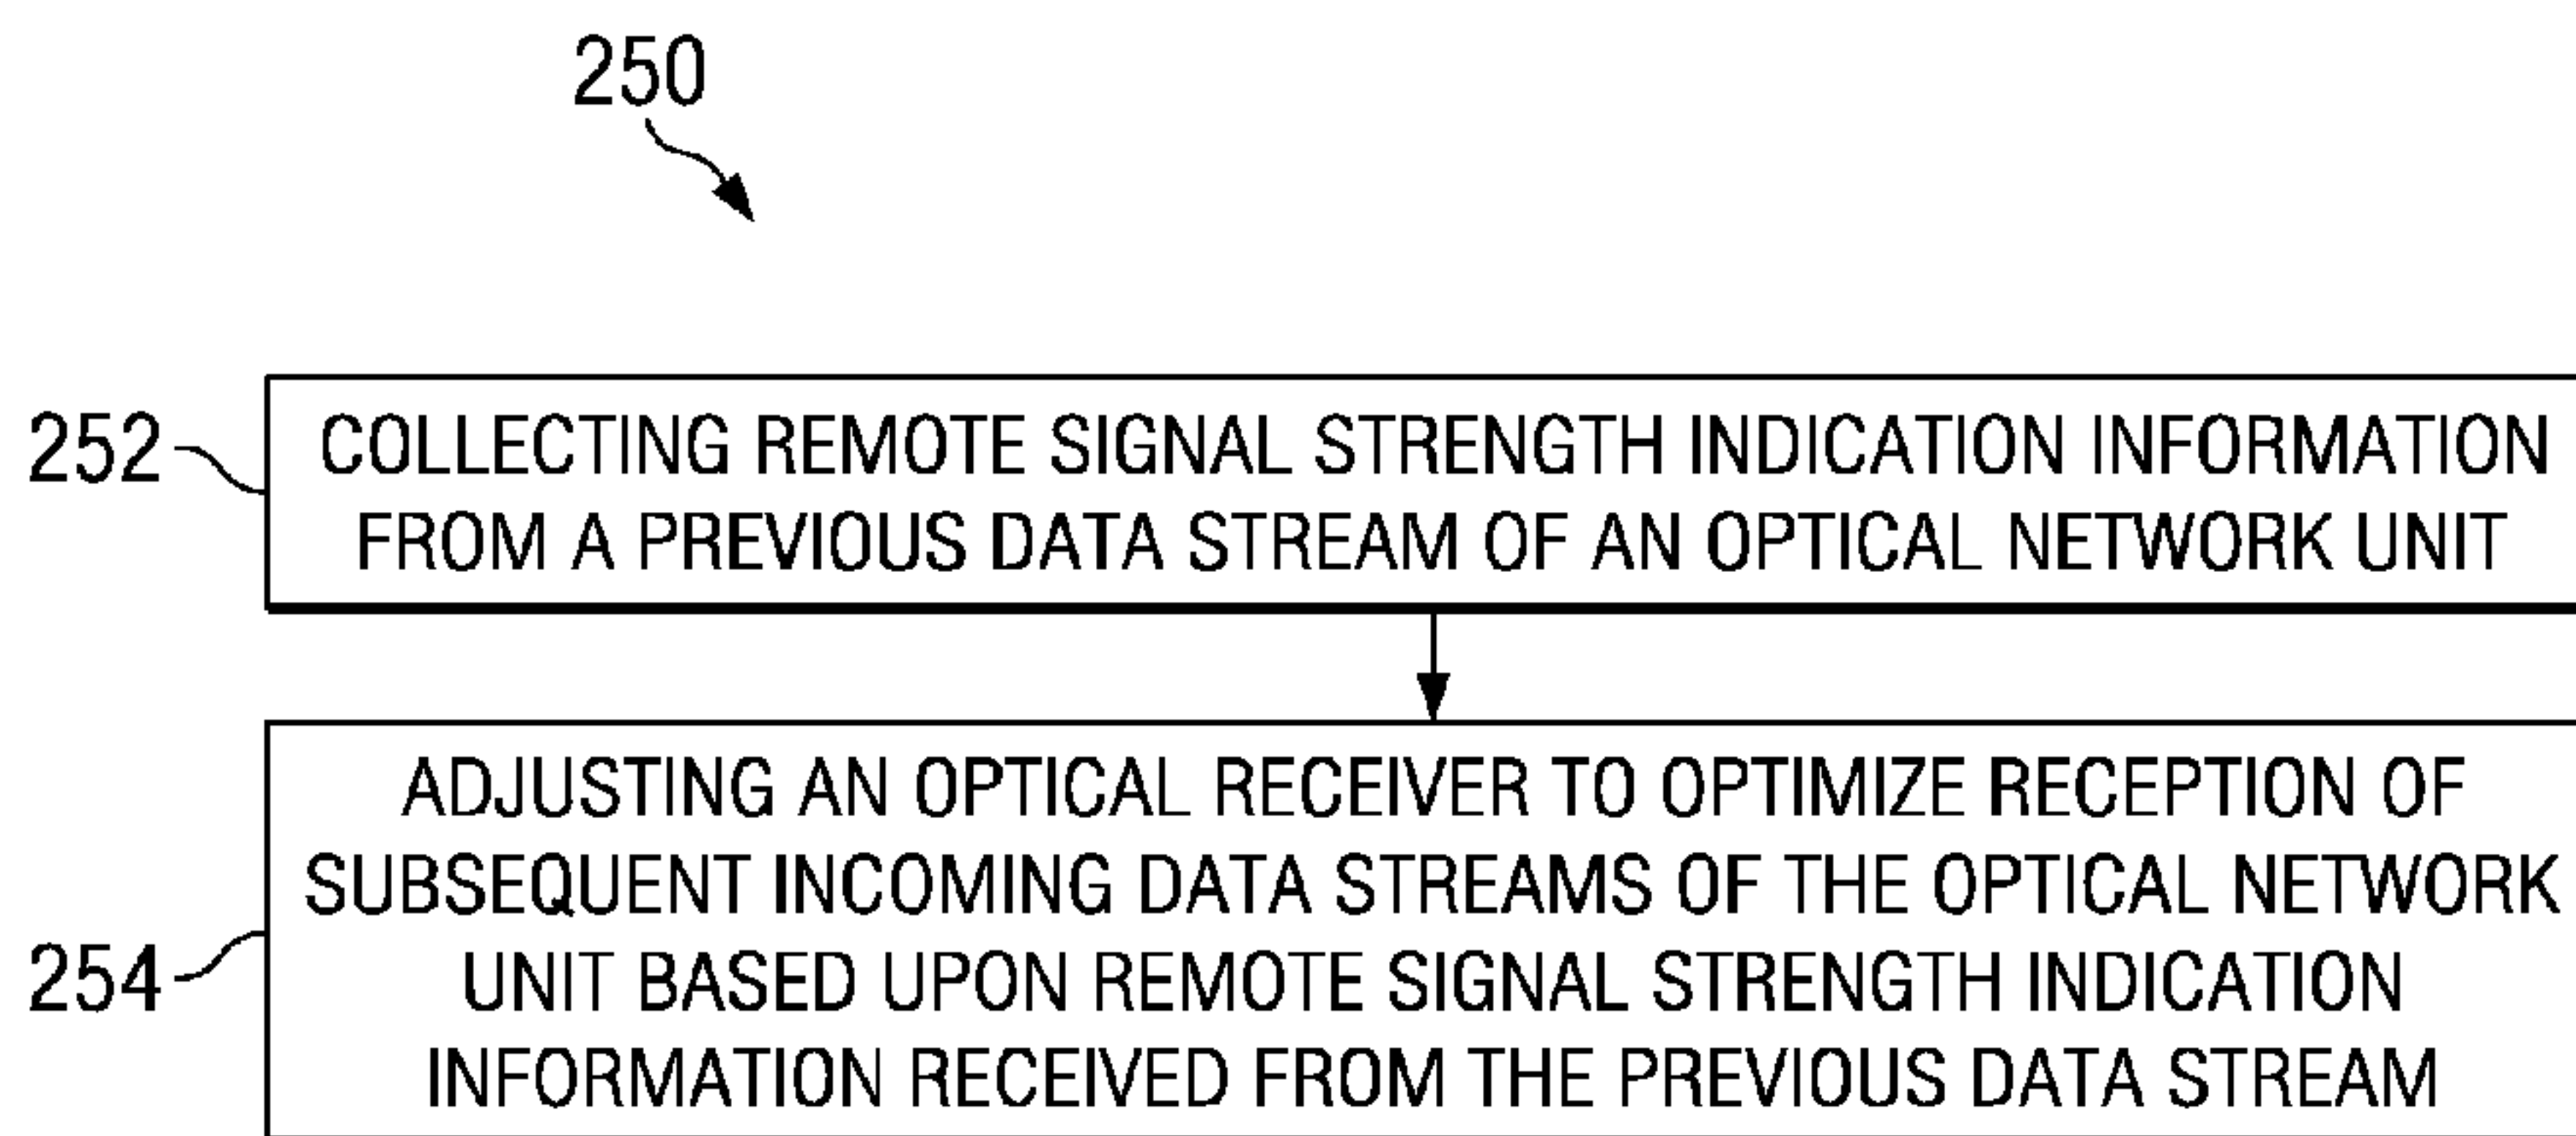 250
252
COLLECTING REMOTE SIGNAL STRENGTH INDICATION INFORMATION
FROM A PREVIOUS DATA STREAM OF AN OPTICAL NETWORK UNIT
254
ADJUSTING AN OPTICAL RECEIVER TO OPTIMIZE RECEPTION OF
SUBSEQUENT INCOMING DATA STREAMS OF THE OPTICAL NETWORK
UNIT BASED UPON REMOTE SIGNAL STRENGTH INDICATION
INFORMATION RECEIVED FROM THE PREVIOUS DATA STREAM